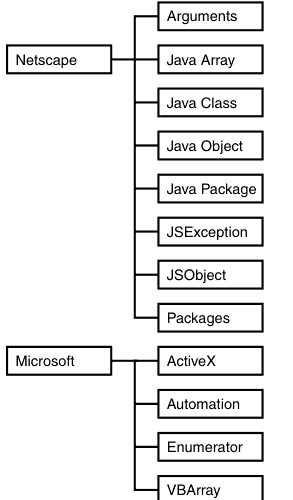 Arguments
Netscape
Java Array
Java Class
Java Object
Java Package
JSException
JSObject
Packages
Microsoft
ActiveX
Automation
Enumerator
VBArray